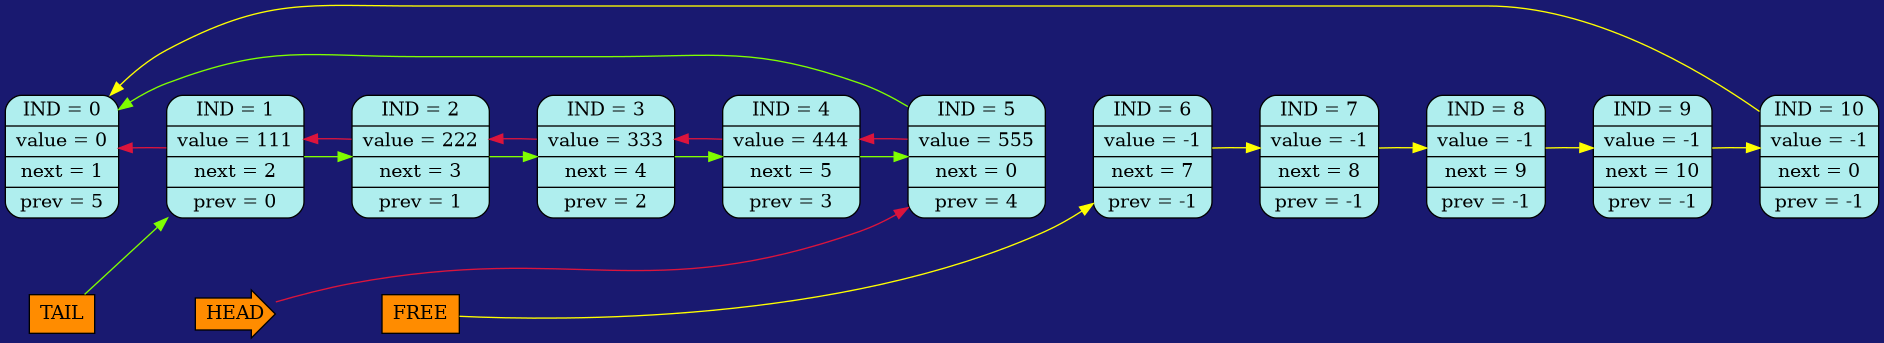 IND = 0
value = 0
next = 1
prev = 5
IND = 1
value = 111
next = 2
prev = 0
IND = 2
value = 222
next = 3
prev = 1
IND = 3
value = 333
next = 4
prev = 2
IND = 4
value = 444
next = 5
prev = 3
IND = 5
value = 555
next = 0
prev = 4
IND = 6
value = -1
next = 7
prev = -1
IND = 7
value = -1
next = 8
prev = -1
IND = 8
value = -1
next = 9
prev = -1
IND = 9
value = -1
next = 10
prev = -1
IND = 10
value = -1
next = 0
prev = -1
TAIL
HEAD
FREE